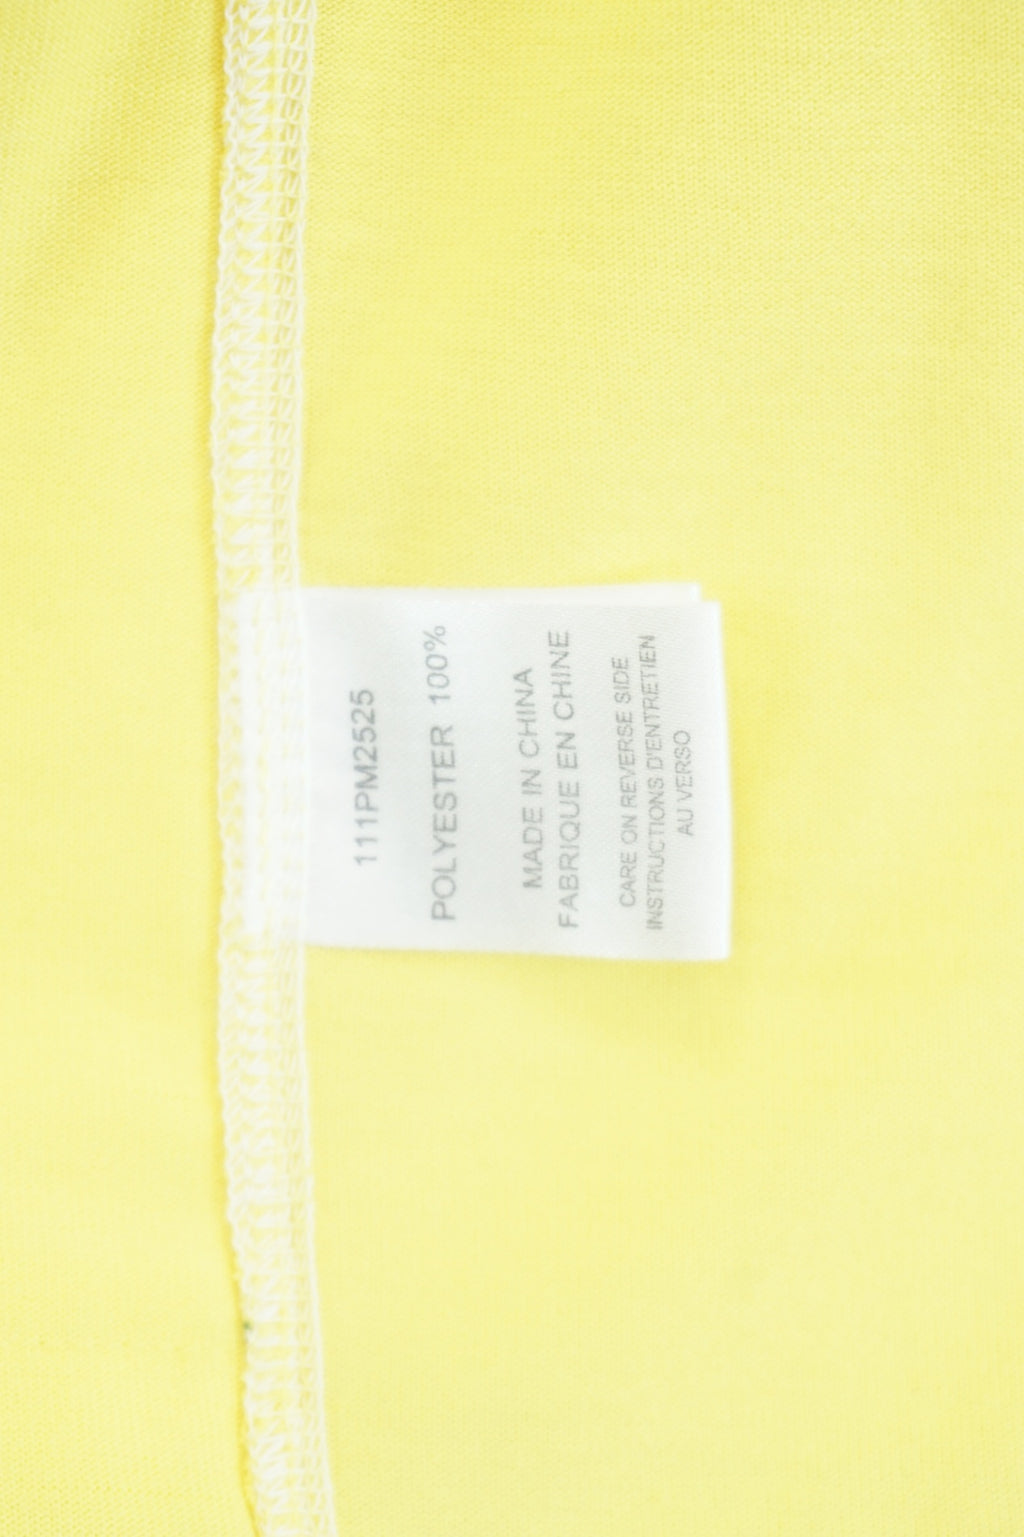 111PM2525
POLYESTER 100%
MADE IN CHINA
FABRIQUE EN CHINE
CARE ON REVERSE SIDE
INSTRUCTIONS D'ENTRETIEN
AU VERSO